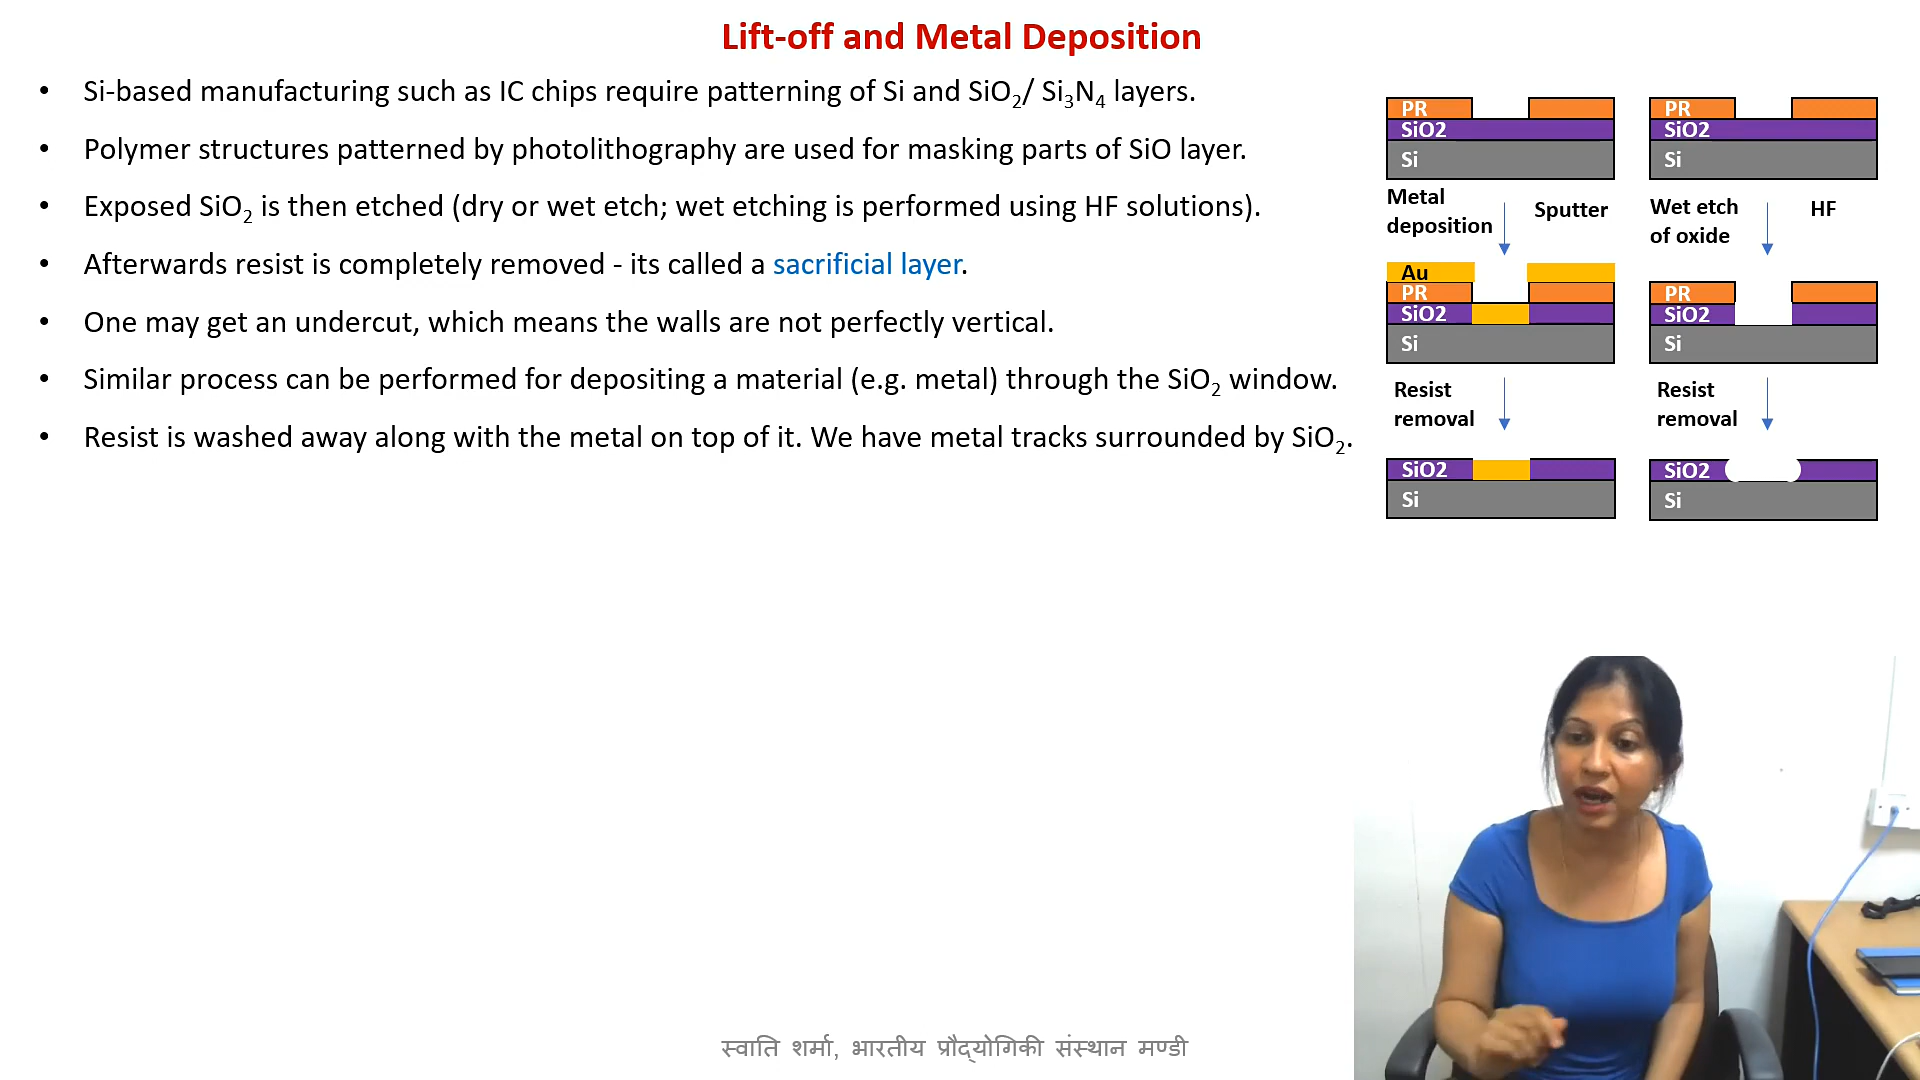 Lift-off and Metal Deposition
• Si-based manufacturing such as IC chips require patterning of Si and SiO2/ Si3N4 layers.
• Polymer structures patterned by photolithography are used for masking parts of SiO layer.
• Exposed SiO2 is then etched (dry or wet etch; wet etching is performed using HF solutions).
• Afterwards resist is completely removed - its called a sacrificial layer.
• One may get an undercut, which means the walls are not perfectly vertical.
• Similar process can be performed for depositing a material (e.g. metal) through the SiO2 window.
• Resist is washed away along with the metal on top of it. We have metal tracks surrounded by SiO2.
PR
SiO2
Si
Metal
deposition
Sputter
Au
PR
SiO2
Si
Resist
removal
SiO2
Si
PR
SiO2
Si
Wet etch
of oxide
HF
PR
SiO2
Si
Resist
removal
SiO2
Si
स्वाति शर्मा, भारतीय प्रौद्योगिकी संस्थान मण्डी